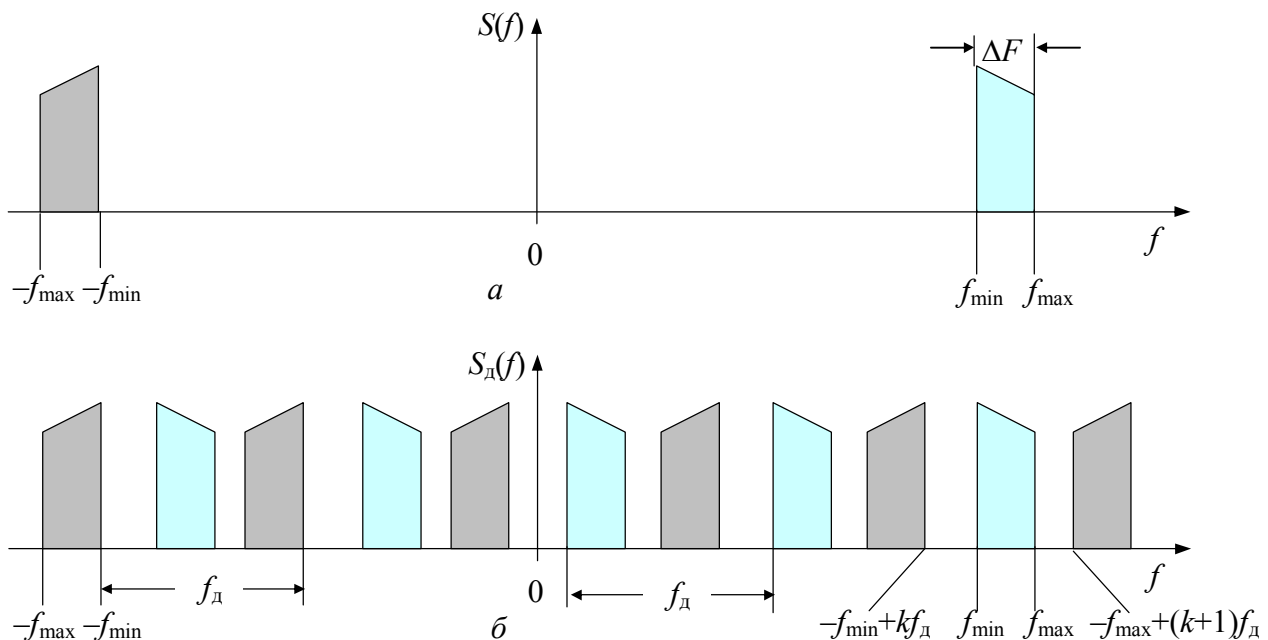 S(f)
ΔF
0
f
–fmax –fmin
а
fmin fmax
Sд(f)
fд
0
fд
f
–fmax –fmin
б
–fmin+kfд
fmin fmax
–fmax+(k+1)fд